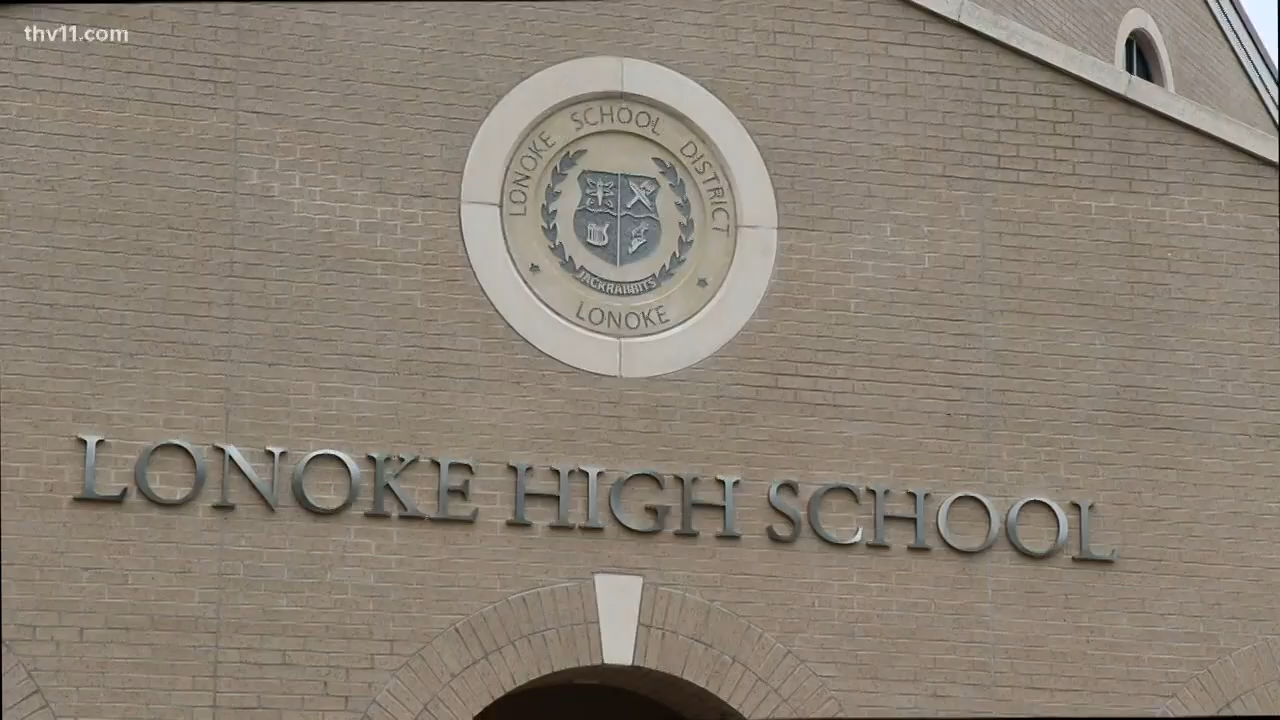 thv11.com
LONOKE SCHOOL DISTRICT
JACKRABBITS
LONOKE
LONOKE HIGH SCHOOL